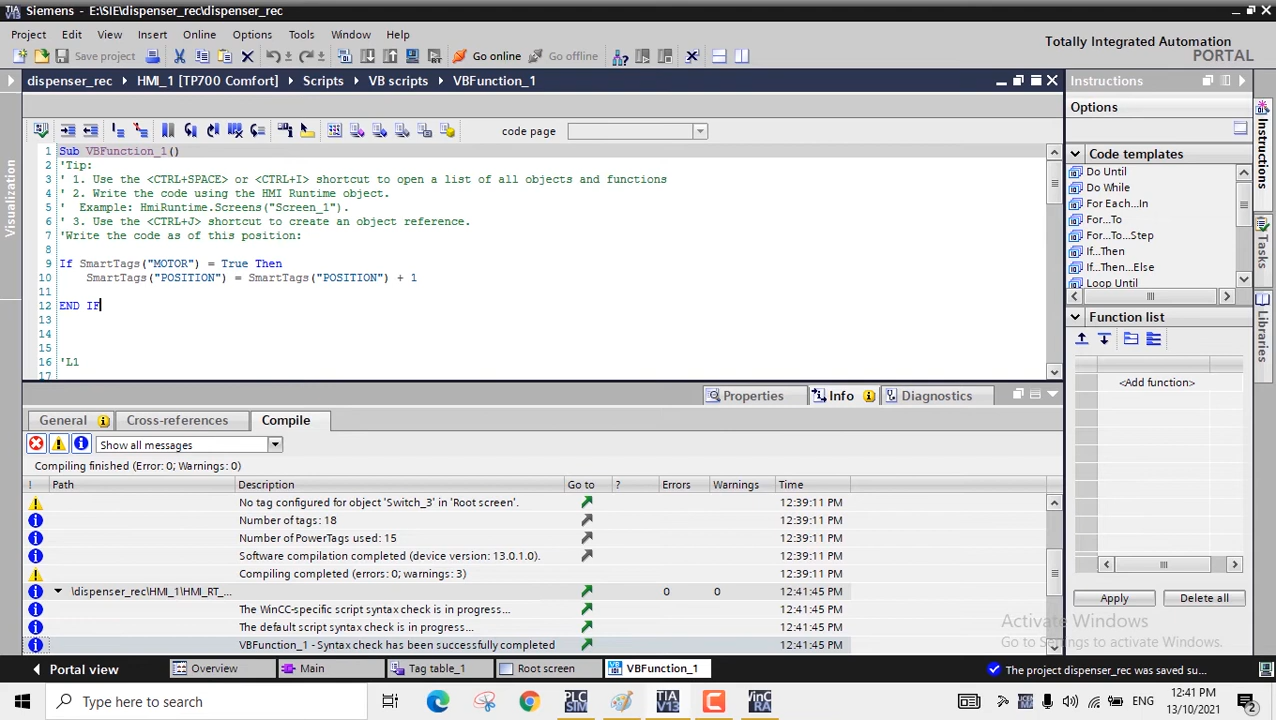 Siemens - E:\SIE\dispenser_rec\dispenser_rec
TIA
V13
Project Edit View Insert Online Options Tools Window Help
Totally Integrated Automation
PORTAL
Save project
Go online
Go offline
dispenser_rec HMI_1 [TP700 Comfort] Scripts VB scripts VBFunction_1
Instructions
Options
code page
Visualization
1 Sub VBFunction_1()
2 'Tip:
3 ' 1. Use the <CTRL+SPACE> or <CTRL+I> shortcut to open a list of all objects and functions
4 ' 2. Write the code using the HMI Runtime object.
5 '  Example: HmiRuntime.Screens("Screen_1").
6 ' 3. Use the <CTRL+J> shortcut to create an object reference.
7 'Write the code as of this position:
8
9 If SmartTags("MOTOR") = True Then
10 SmartTags("POSITION") = SmartTags("POSITION") + 1
11
12 END IF
13
14
15
16 'L1
17
Code templates
Do Until
Do While
For Each...In
For...To
For...To...Step
If...Then
If...Then...Else
Loop Until
Function list
<Add function>
Apply Delete all
Instructions
Tasks
Libraries
Properties Info Diagnostics
General Cross-references Compile
Show all messages
Compiling finished (Error: 0; Warnings: 0)
! Path Description Go to ? Errors Warnings Time
No tag configured for object 'Switch_3' in 'Root screen'. 12:39:11 PM
Number of tags: 18 12:39:11 PM
Number of PowerTags used: 15 12:39:11 PM
Software compilation completed (device version: 13.0.1.0). 12:39:11 PM
Compiling completed (errors: 0; warnings: 3) 12:39:11 PM
\dispenser_rec\HMI_1\HMI_RT_... 0 0 12:41:45 PM
The WinCC-specific script syntax check is in progress... 12:41:45 PM
The default script syntax check is in progress... 12:41:45 PM
VBFunction_1 - Syntax check has been successfully completed 12:41:45 PM
Activate Windows
Go to Settings to activate Windows.
Portal view Overview Main Tag table_1 Root screen VBFunction_1
The project dispenser_rec was saved su...
Type here to search
PLC
SIM
TIA
V13
ENG
12:41 PM
13/10/2021
2